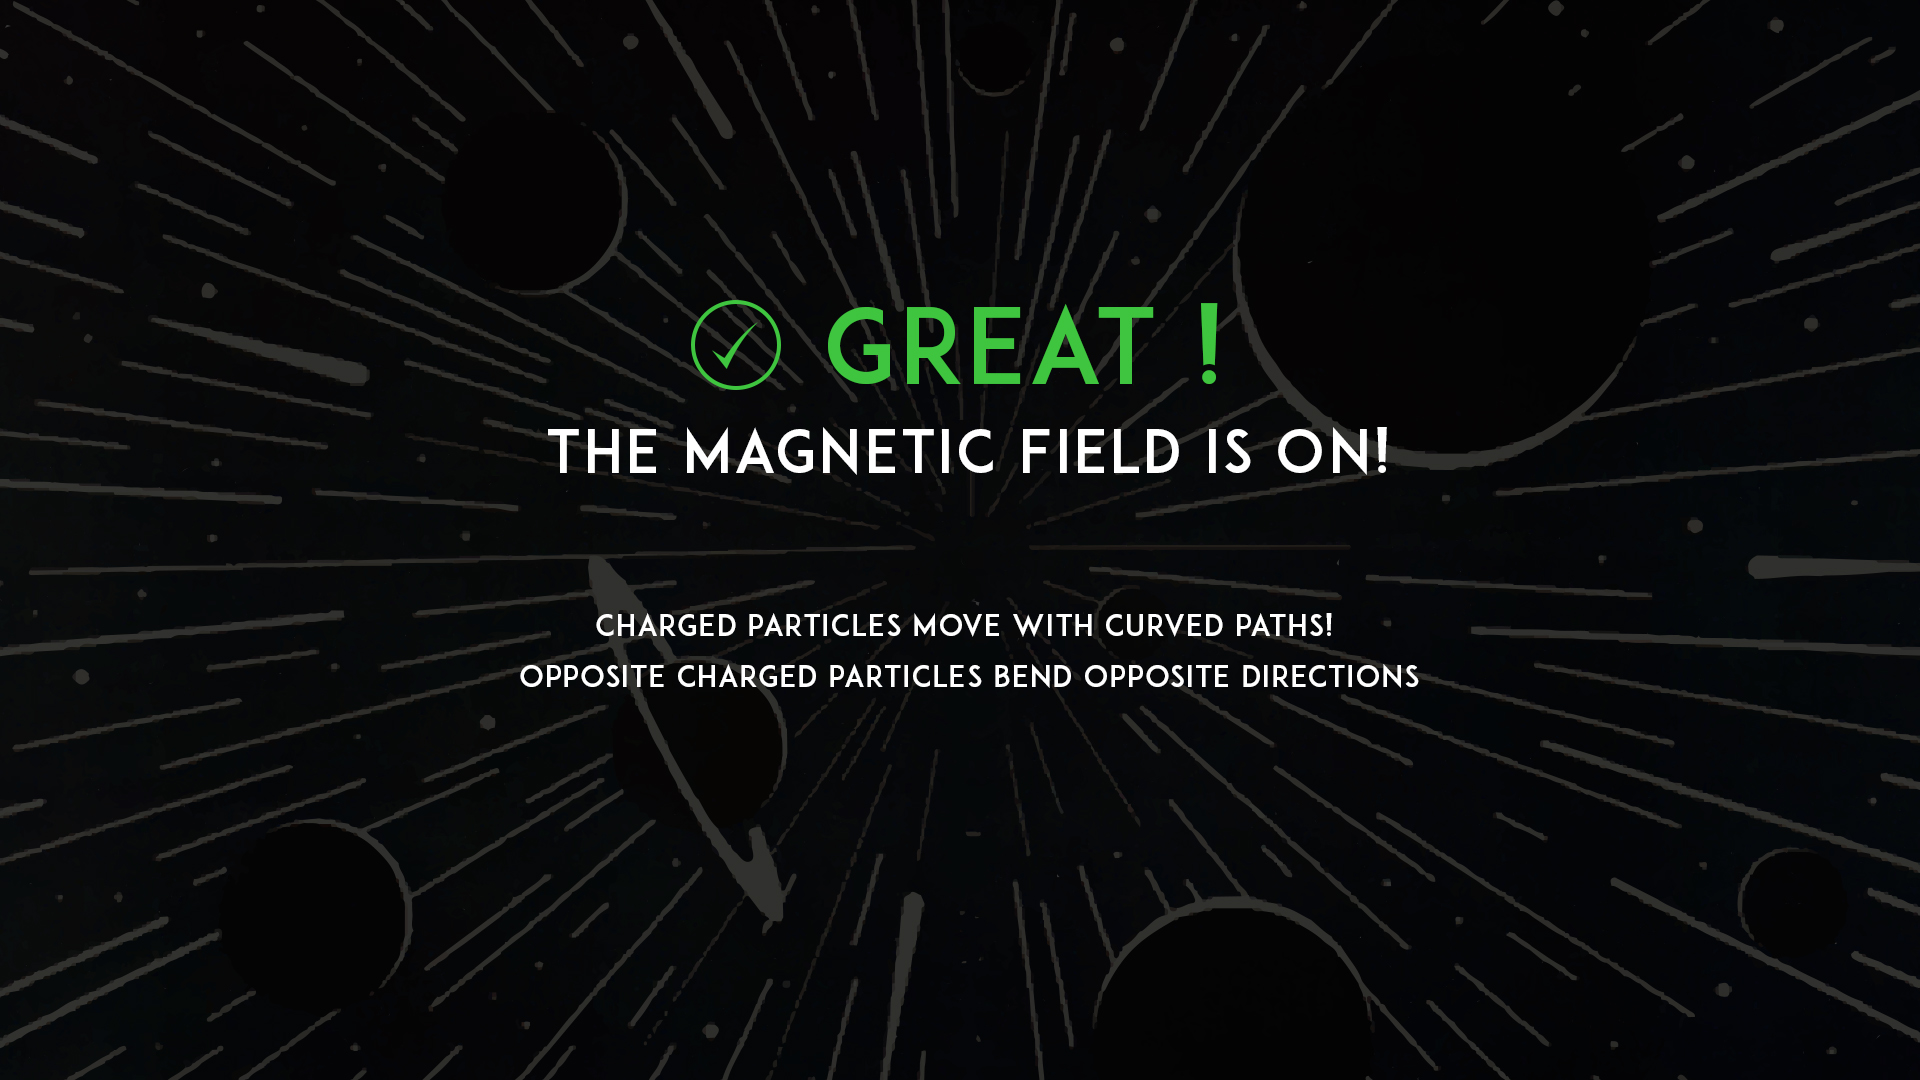 GREAT !
THE MAGNETIC FIELD IS ON!
CHARGED PARTICLES MOVE WITH CURVED PATHS!
OPPOSITE CHARGED PARTICLES BEND OPPOSITE DIRECTIONS